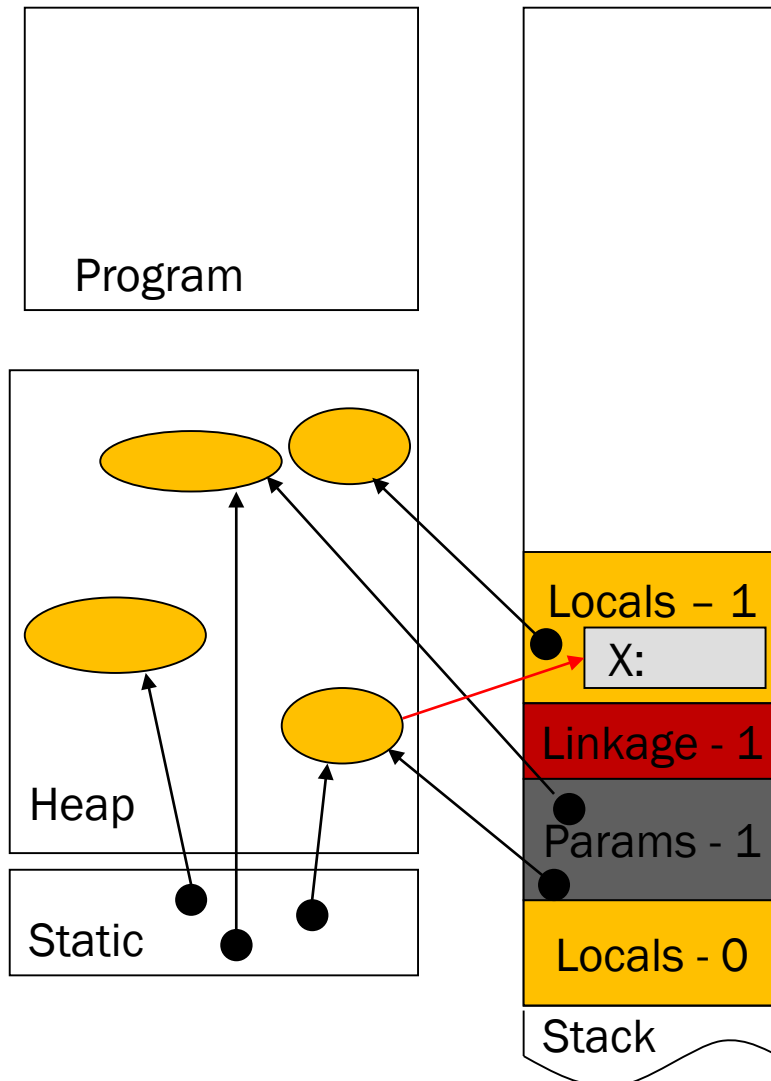 Program
Heap
Static
Locals – 1
X:
Linkage - 1
Params - 1
Locals - 0
Stack